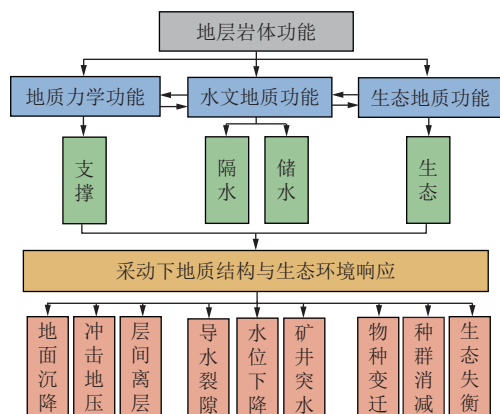 地层岩体功能
地质力学功能
水文地质功能
生态地质功能
支撑
隔水
储水
生态
采动下地质结构与生态环境响应
地面沉降
冲击地压
层间离层
导水裂隙
水位下降
矿井突水
物种变迁
种群消减
生态失衡